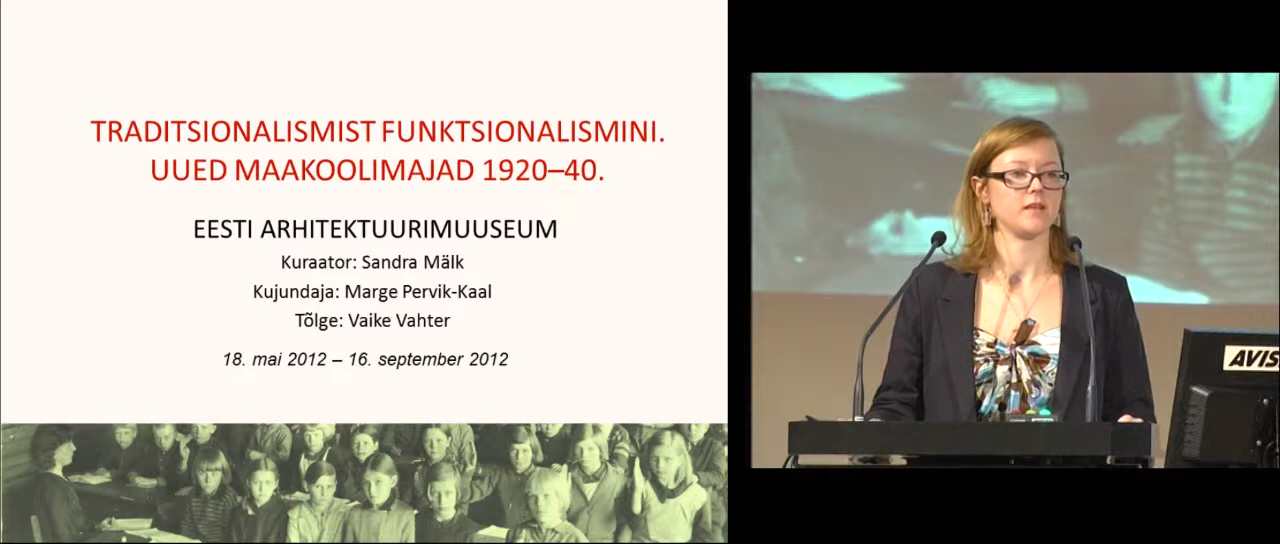 TRADITSIONALISMIST FUNKTSIONALISMINI.
UUED MAAKOOLIMAJAD 1920–40.
EESTI ARHITEKTUURIMUUSEUM
Kuraator: Sandra Mälk
Kujundaja: Marge Pervik-Kaal
Tõlge: Vaike Vahter
18. mai 2012 – 16. september 2012
AVIS